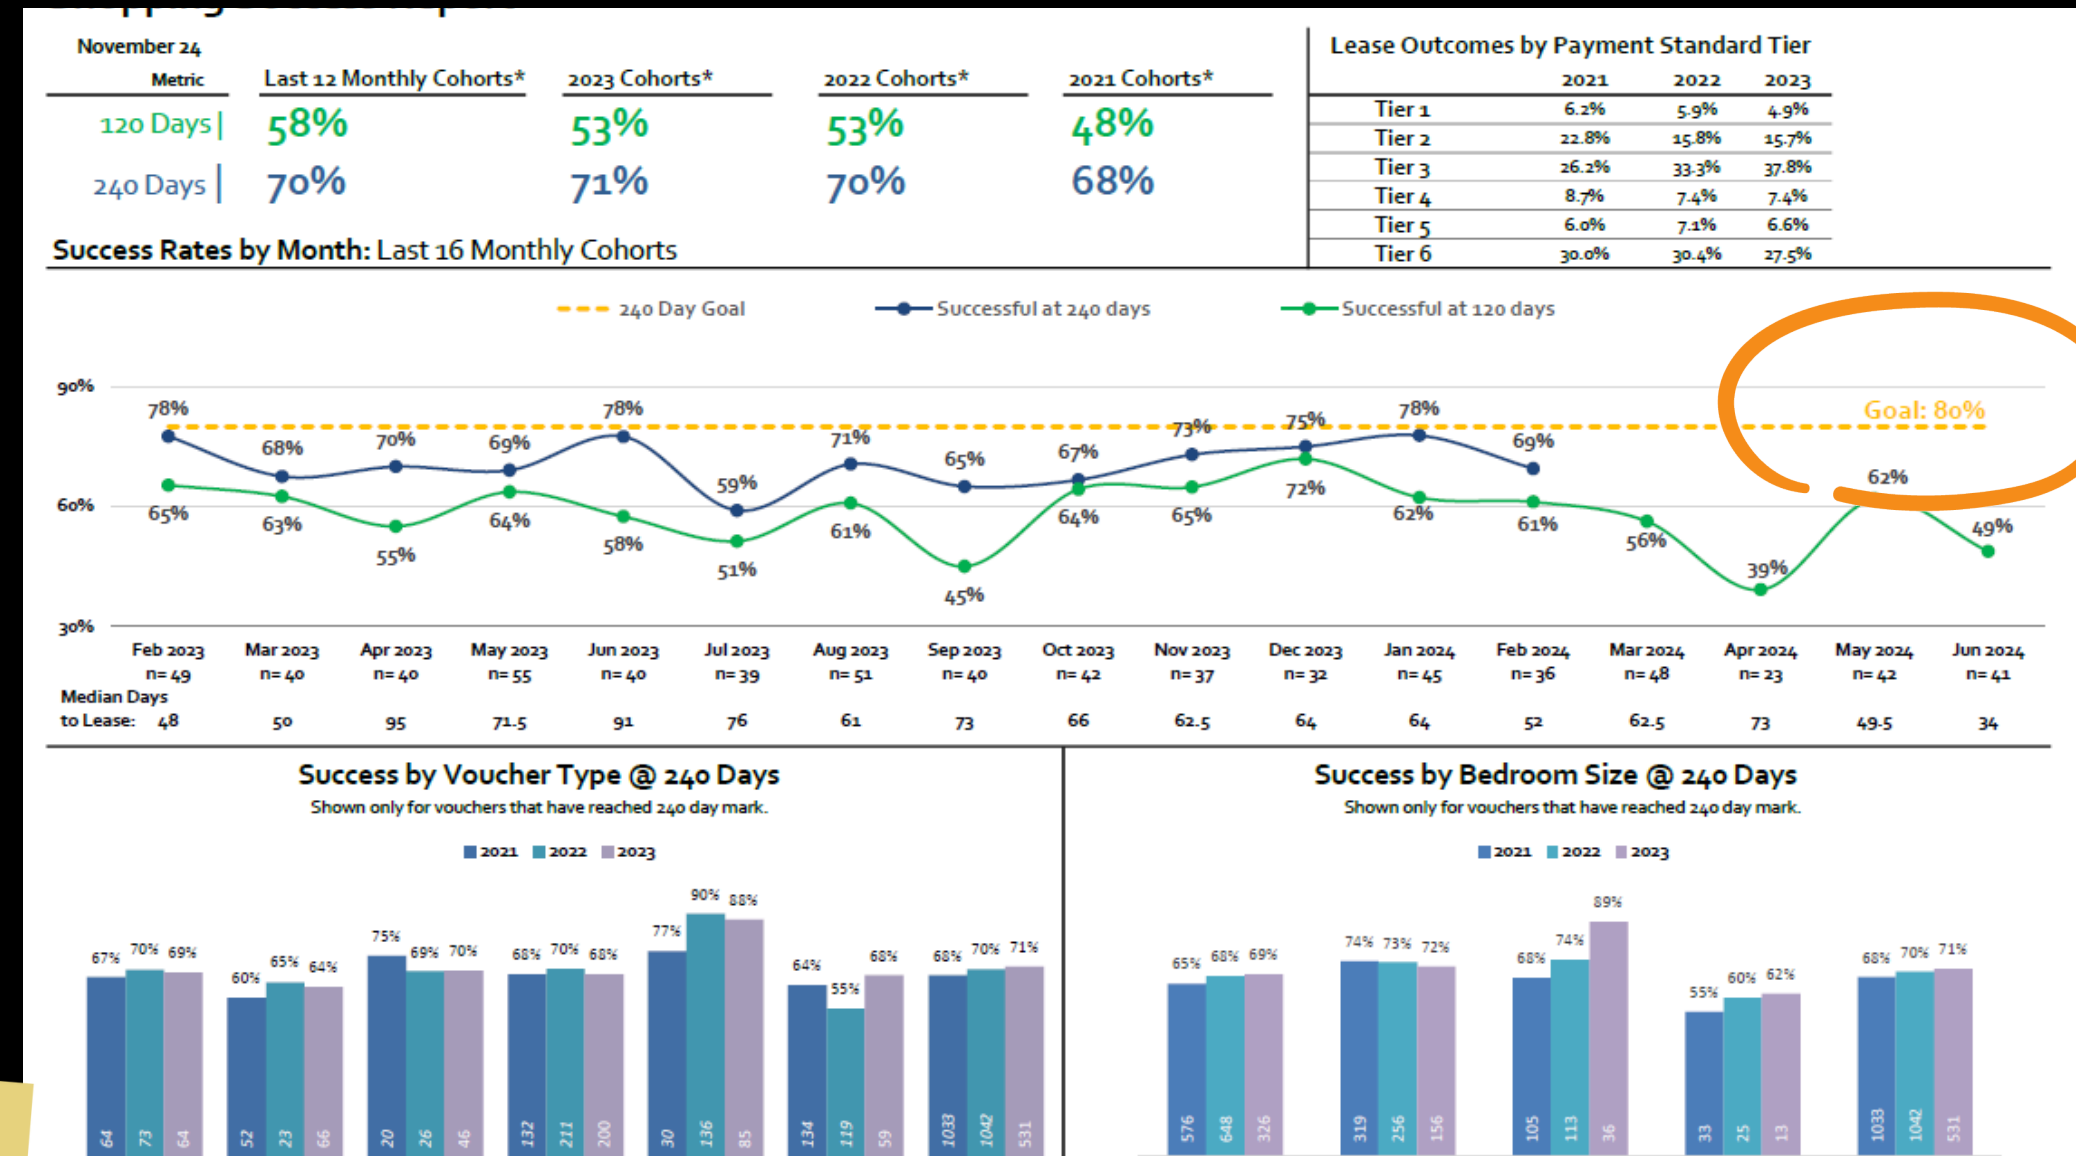 November 24
Metric Last 12 Monthly Cohorts* 2023 Cohorts* 2022 Cohorts* 2021 Cohorts*
120 Days 58% 53% 53% 48%
240 Days 70% 71% 70% 68%
Lease Outcomes by Payment Standard Tier
2021 2022 2023
Tier 1 6.2% 5.9% 4.9%
Tier 2 22.8% 15.8% 15.7%
Tier 3 26.2% 33.3% 37.8%
Tier 4 8.7% 7.4% 7.4%
Tier 5 6.0% 7.1% 6.6%
Tier 6 30.0% 30.4% 27.5%
Success Rates by Month: Last 16 Monthly Cohorts
240 Day Goal Successful at 240 days Successful at 120 days
90%
60%
30%
Goal: 80%
78% 68% 70% 69% 78% 59% 71% 65% 67% 73% 75% 78% 69%
65% 63% 55% 64% 58% 51% 61% 45% 64% 65% 72% 62% 61% 56% 39% 62% 49%
Feb 2023 Mar 2023 Apr 2023 May 2023 Jun 2023 Jul 2023 Aug 2023 Sep 2023 Oct 2023 Nov 2023 Dec 2023 Jan 2024 Feb 2024 Mar 2024 Apr 2024 May 2024 Jun 2024
n= 49 n= 40 n= 40 n= 55 n= 40 n= 39 n= 51 n= 40 n= 42 n= 37 n= 32 n= 45 n= 36 n= 48 n= 23 n= 42 n= 41
Median Days
to Lease: 48 50 95 71.5 91 76 61 73 66 62.5 64 64 52 62.5 73 49.5 34
Success by Voucher Type @ 240 Days
Shown only for vouchers that have reached 240 day mark.
2021 2022 2023
67% 70% 69% 60% 65% 64% 75% 69% 70% 68% 70% 68% 77% 90% 88% 64% 55% 68% 68% 70% 71%
64 73 64 52 23 66 20 26 46 132 211 200 30 136 85 134 119 59 1033 1042 531
Success by Bedroom Size @ 240 Days
Shown only for vouchers that have reached 240 day mark.
2021 2022 2023
65% 68% 69% 74% 73% 72% 68% 74% 89% 55% 60% 62% 68% 70% 71%
576 648 326 319 256 156 105 113 36 33 25 13 1033 1042 531